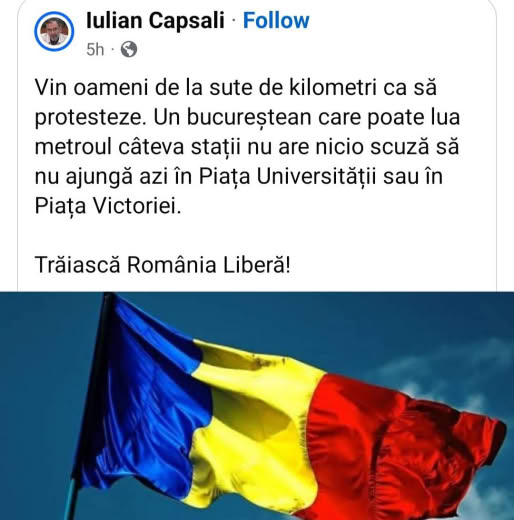 Iulian Capsali · Follow
5h ·
Vin oameni de la sute de kilometri ca să
protesteze. Un bucureștean care poate lua
metroul câteva stații nu are nicio scuză să
nu ajungă azi în Piața Universității sau în
Piața Victoriei.
Trăiască România Liberă!